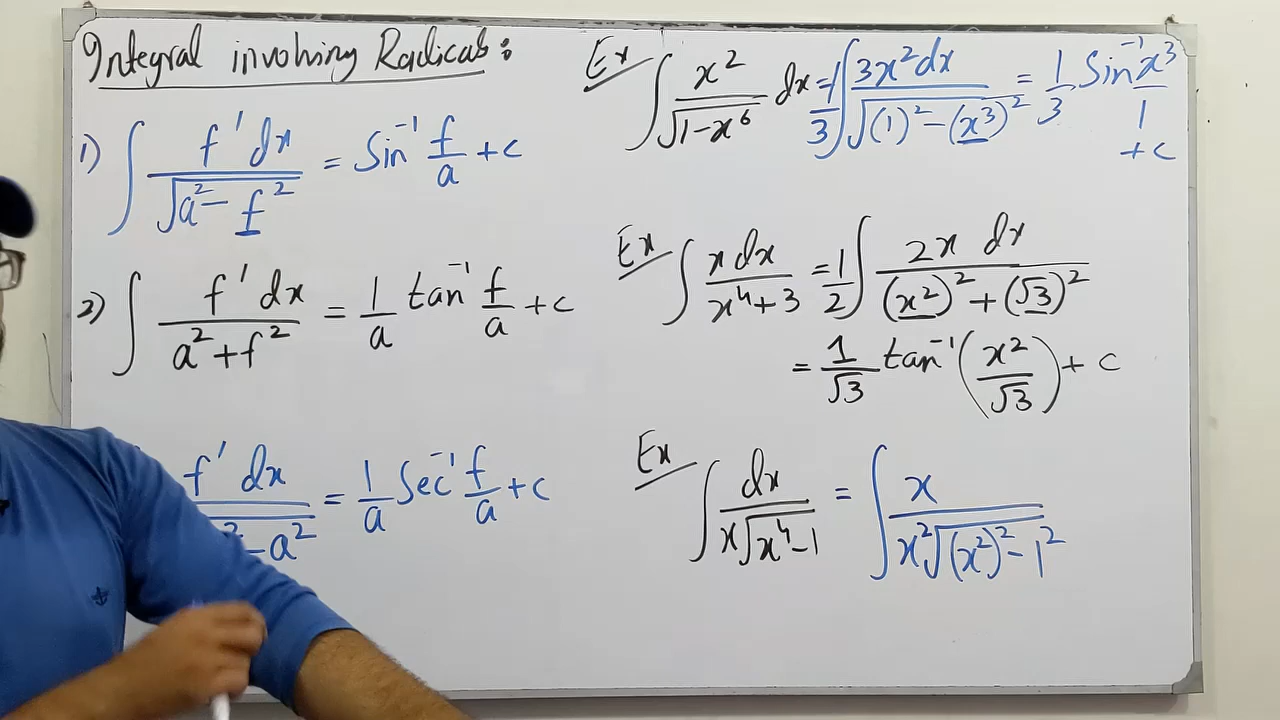 Integral involving Radicals:
1) ∫ f' dx / √(a² - f²) = Sin⁻¹ f/a + c
2) ∫ f' dx / (a² + f²) = 1/a tan⁻¹ f/a + c
f' dx / ² - a² = 1/a Sec⁻¹ f/a + c
Ex ∫ x² / √(1-x⁶) dx = 1/3 ∫ 3x² dx / √((1)² - (x³)²) = 1/3 Sin⁻¹ x³/1
+ c
Ex ∫ x dx / (x⁴ + 3) = 1/2 ∫ 2x dx / ((x²)² + (√3)²)
= 1/√3 tan⁻¹ (x²/√3) + c
Ex ∫ dx / x√(x⁴ - 1) = ∫ x / x²√((x²)² - 1²)